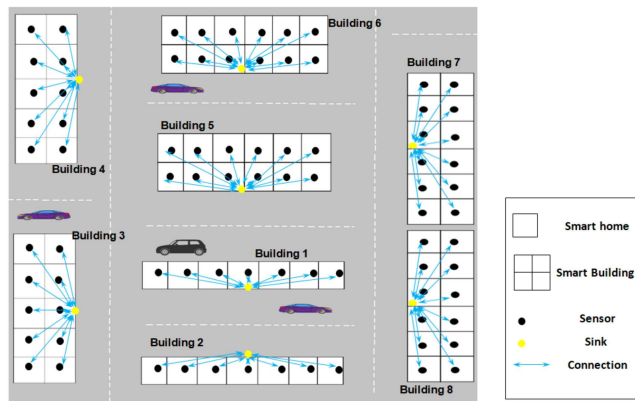 Building 6
Building 7
Building 5
Building 4
Building 3
Building 1
Building 2
Building 8
Smart home
Smart Building
Sensor
Sink
Connection